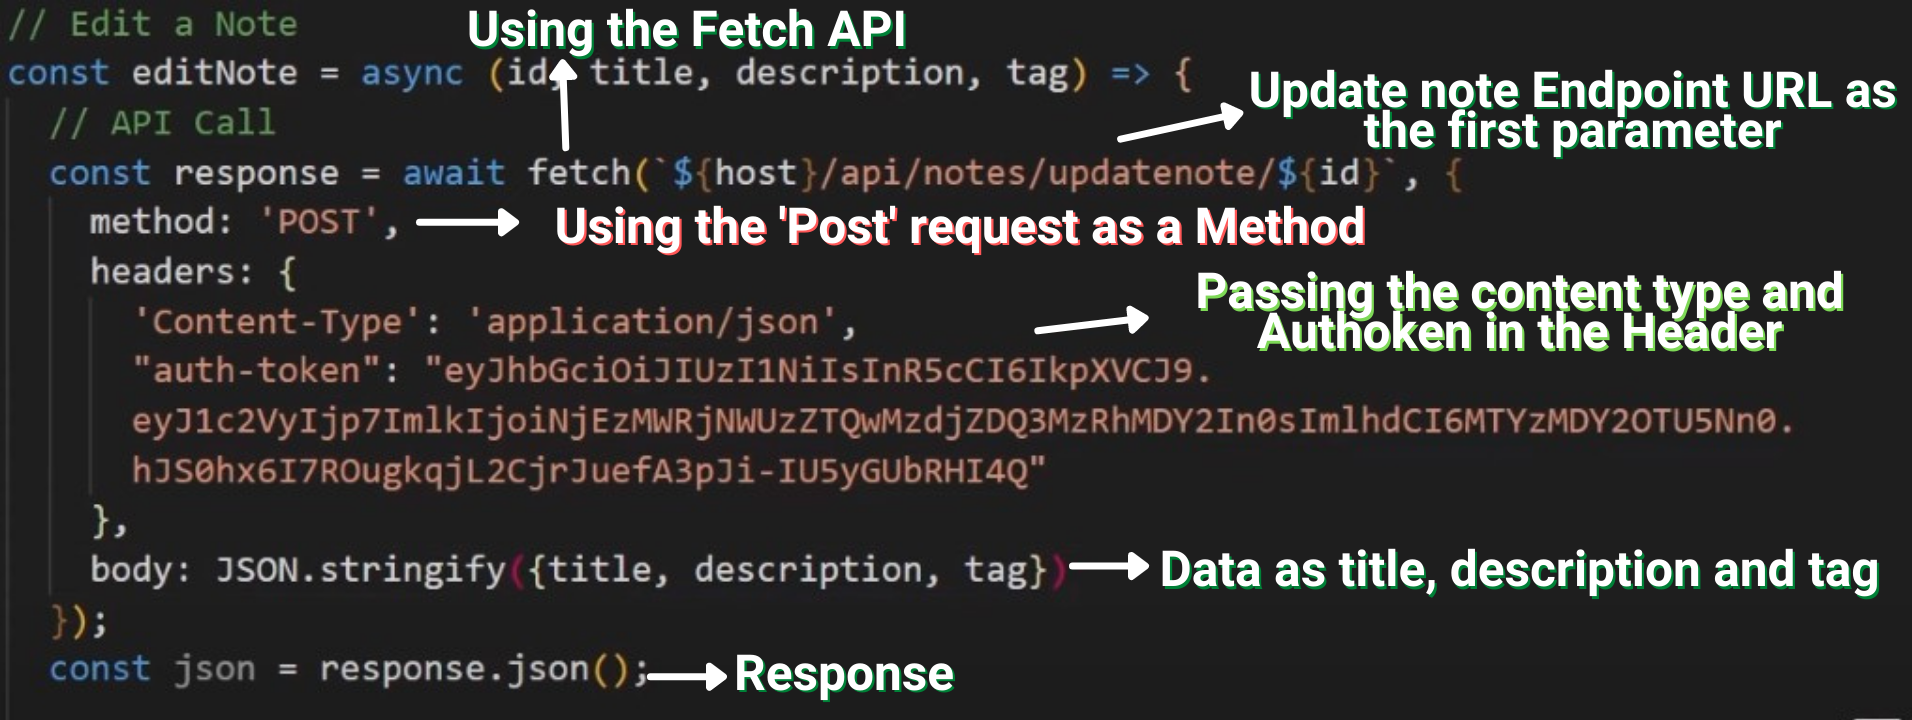 // Edit a Note
Using the Fetch API
const editNote = async (id, title, description, tag) => {
Update note Endpoint URL as
the first parameter
// API Call
const response = await fetch(`${host}/api/notes/updatenote/${id}`, {
method: 'POST',
Using the 'Post' request as a Method
headers: {
Passing the content type and
Authoken in the Header
'Content-Type': 'application/json',
"auth-token": "eyJhbGciOiJIUzI1NiIsInR5cCI6IkpXVCJ9.
eyJ1c2VyIjp7ImlkIjoiNjEzMWRjNWUzZTQwMzdjZDQ3MzRhMDY2In0sImlhdCI6MTYzMDY2OTU5Nn0.
hJS0hx6I7ROugkqjL2CjrJuefA3pJi-IU5yGUbRHI4Q"
},
body: JSON.stringify({title, description, tag})
Data as title, description and tag
});
const json = response.json();
Response